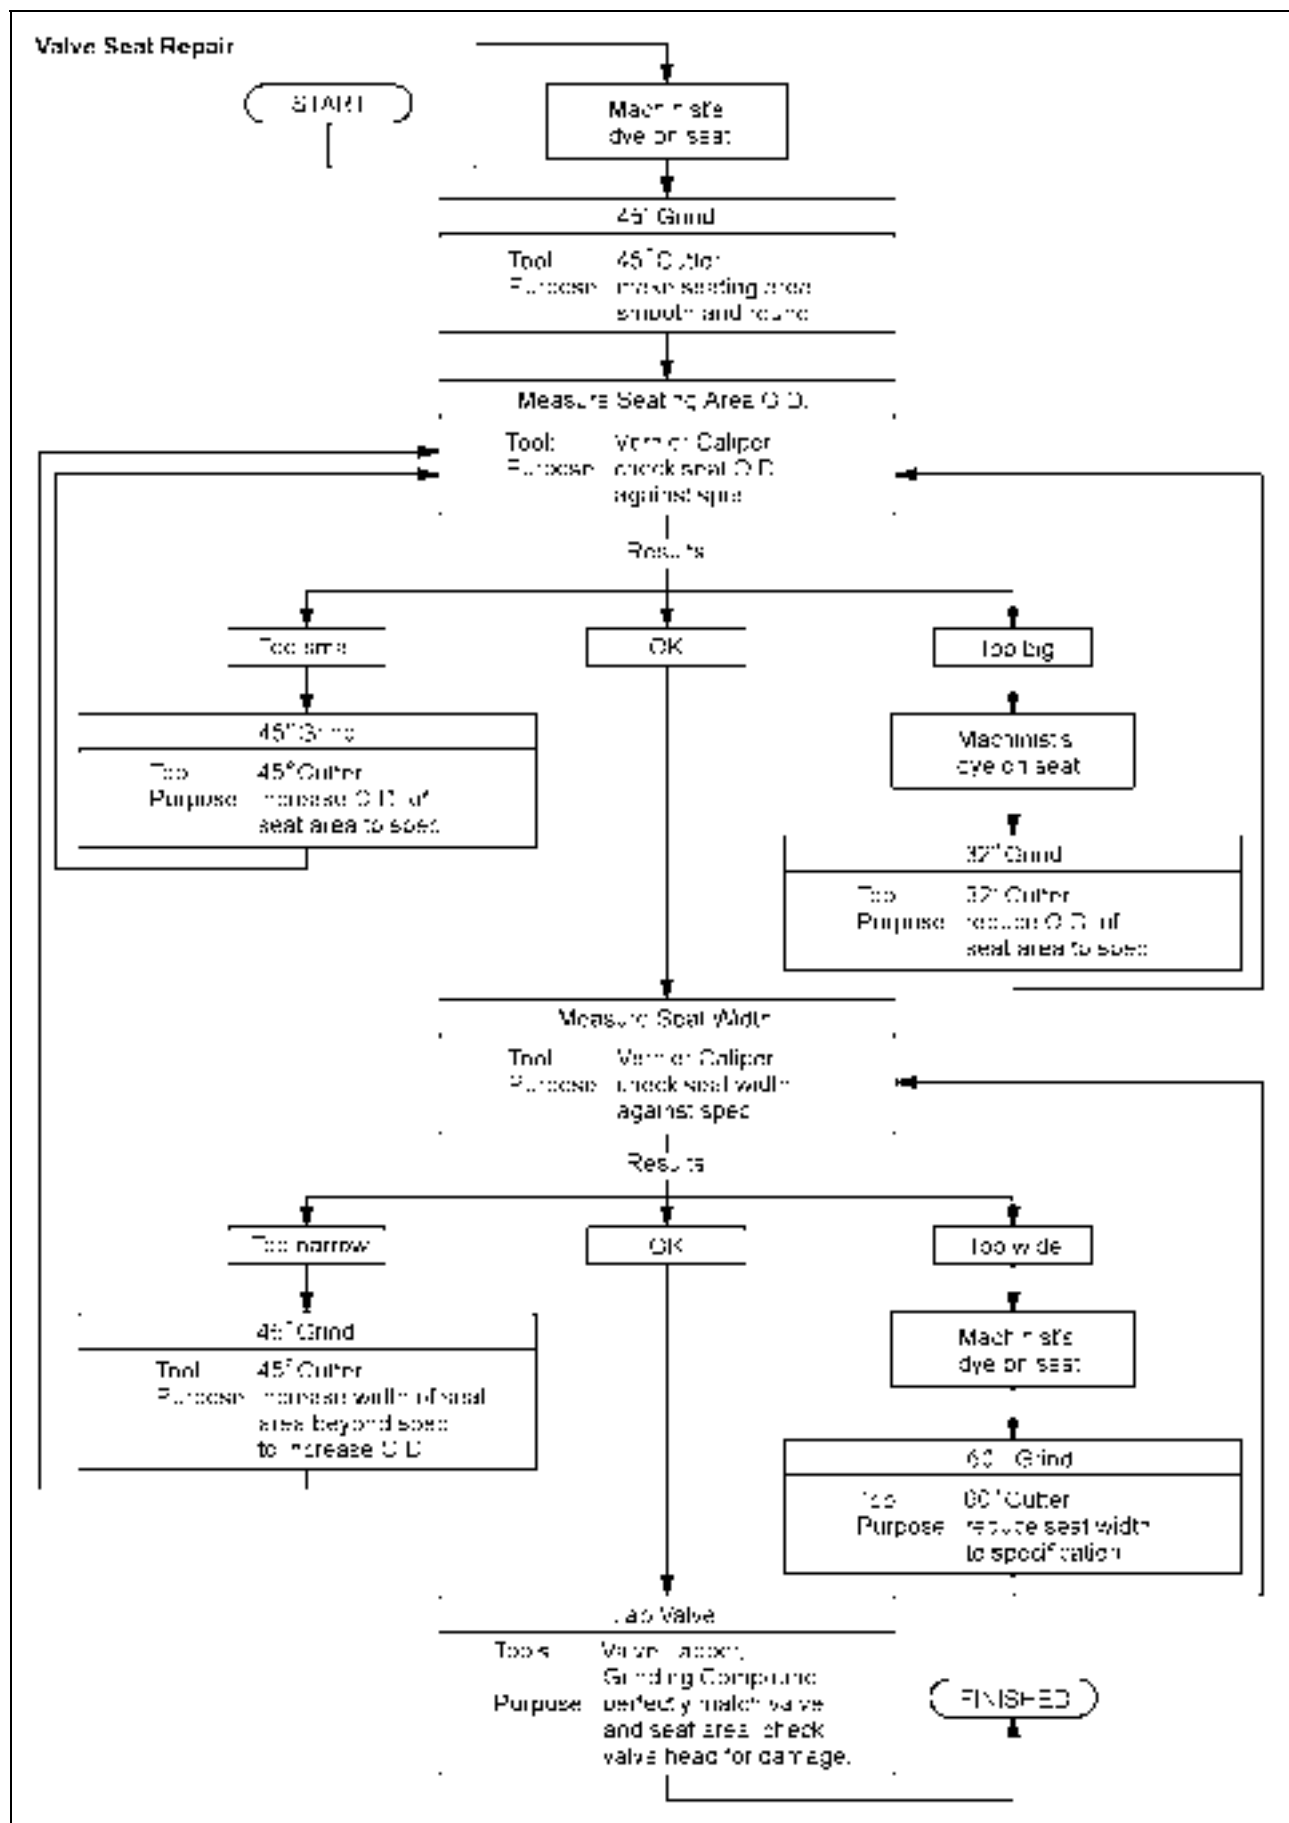 Valve Seat Repair
START
Machinist's
dye on seat
45° Grind
Tool 45° Cutter
Purpose make seating area
smooth and round
Measure Seating Area O.D.
Tool: Vernier Caliper
Purpose check seat O.D.
against spec
Results
Too small
OK
Too big
45° Grind
Tool 45° Cutter
Purpose increase O.D. of
seat area to spec
Machinist's
dye on seat
32° Grind
Tool 32° Cutter
Purpose reduce O.D. of
seat area to spec
Measure Seat Width
Tool Vernier Caliper
Purpose check seat width
against spec
Results
Too narrow
OK
Too wide
45° Grind
Tool 45° Cutter
Purpose increase width of seat
area beyond spec
to increase O.D.
Machinist's
dye on seat
60° Grind
Tool 60° Cutter
Purpose reduce seat width
to specification
Lap Valve
Tools Valve Lapper,
Grinding Compound
Purpose perfectly match valve
and seat area, check
valve head for damage.
FINISHED